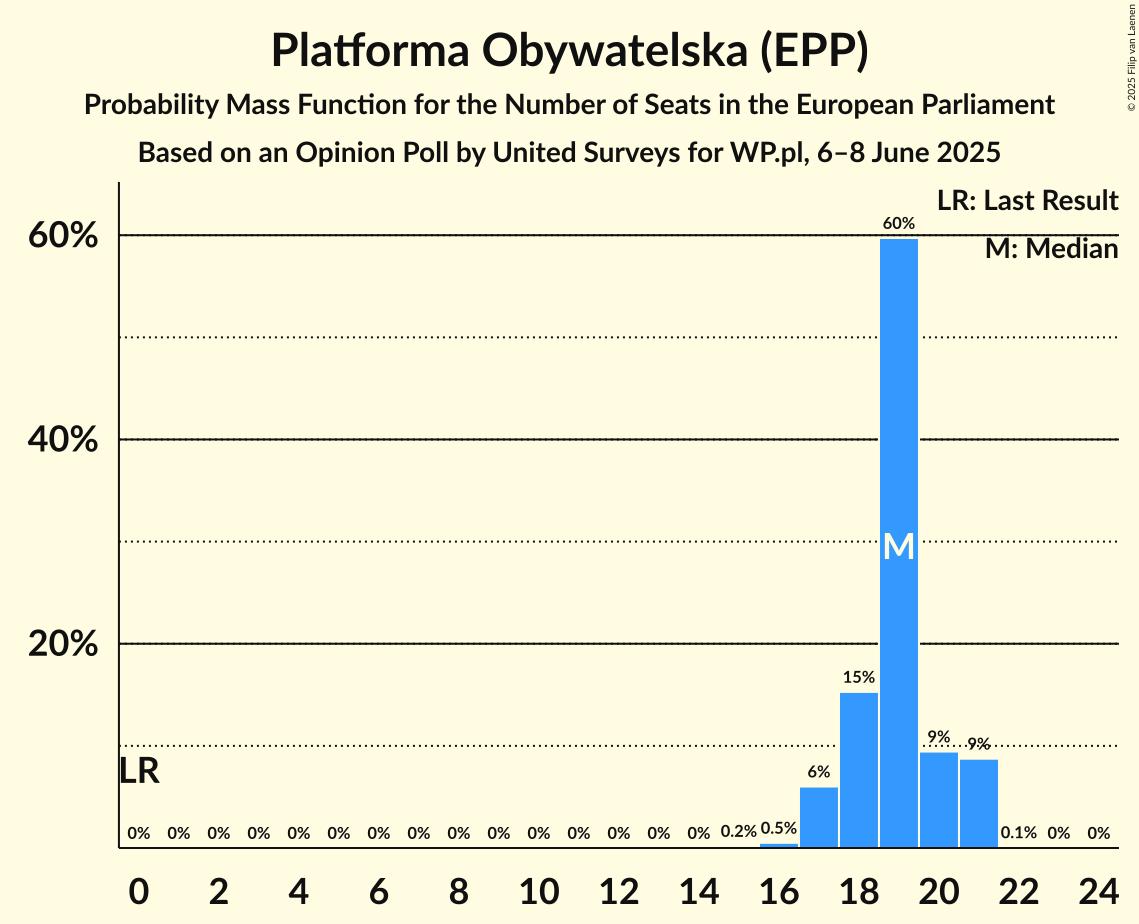 Platforma Obywatelska (EPP)
Probability Mass Function for the Number of Seats in the European Parliament
Based on an Opinion Poll by United Surveys for WP.pl, 6–8 June 2025
© 2025 Filip van Laenen
LR: Last Result
M: Median
60%
40%
20%
60%
M
15%
9%
9%
6%
LR
0% 0% 0% 0% 0% 0% 0% 0% 0% 0% 0% 0% 0% 0% 0% 0.2% 0.5% 0.1% 0% 0%
0 2 4 6 8 10 12 14 16 18 20 22 24